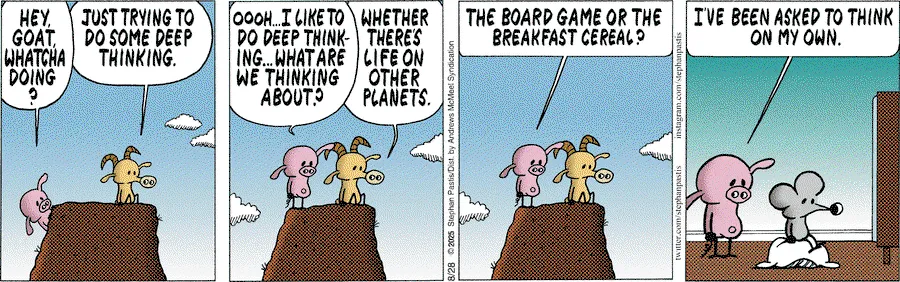 HEY,
GOAT,
WHATCHA
DOING
?
JUST TRYING TO
DO SOME DEEP
THINKING.
OOOH...I LIKE TO
DO DEEP THINK-
ING...WHAT ARE
WE THINKING
ABOUT?
WHETHER
THERE'S
LIFE ON
OTHER
PLANETS.
8/28 © 2025 Stephan Pastis/Dist. by Andrews McMeel Syndication
THE BOARD GAME OR THE
BREAKFAST CEREAL?
twitter.com/stephanpastis instagram.com/stephanpastis
I'VE BEEN ASKED TO THINK
ON MY OWN.